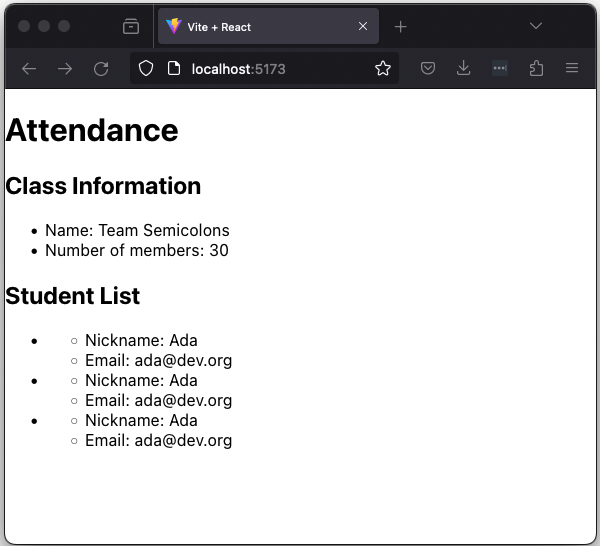 Vite + React
localhost:5173
Attendance
Class Information
Name: Team Semicolons
Number of members: 30
Student List
Nickname: Ada
Email: ada@dev.org
Nickname: Ada
Email: ada@dev.org
Nickname: Ada
Email: ada@dev.org